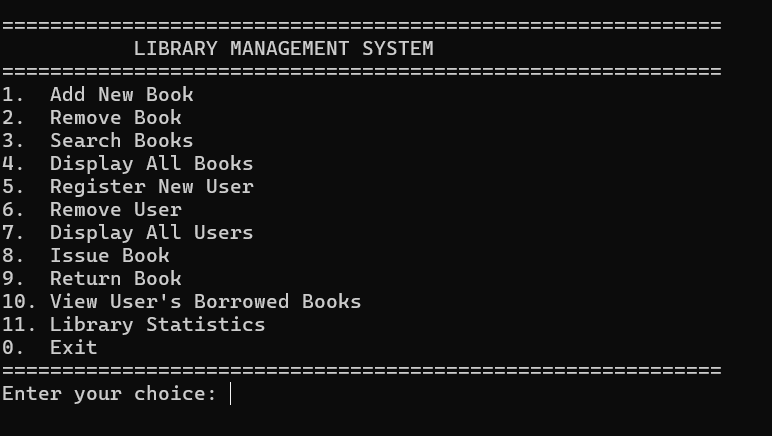 ============================================================
LIBRARY MANAGEMENT SYSTEM
============================================================
1.  Add New Book
2.  Remove Book
3.  Search Books
4.  Display All Books
5.  Register New User
6.  Remove User
7.  Display All Users
8.  Issue Book
9.  Return Book
10. View User's Borrowed Books
11. Library Statistics
0.  Exit
============================================================
Enter your choice: